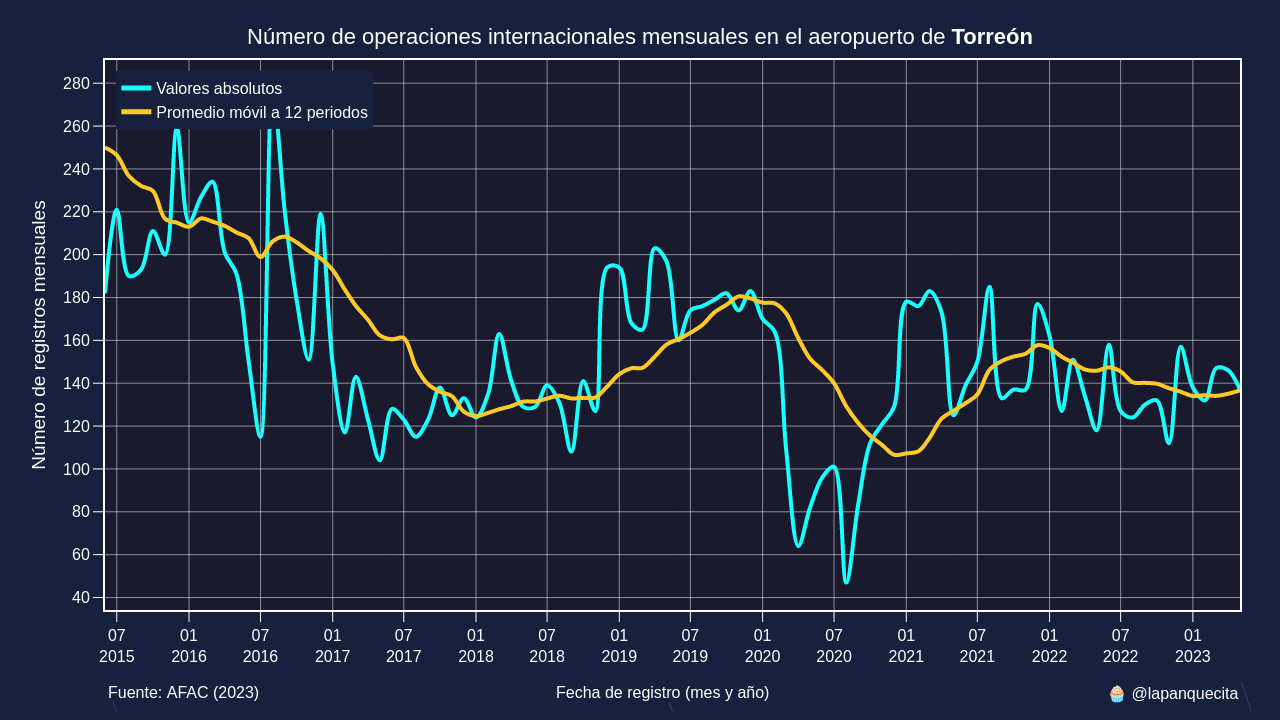 Número de operaciones internacionales mensuales en el aeropuerto de Torreón
Valores absolutos
Promedio móvil a 12 periodos
Número de registros mensuales
280
260
240
220
200
180
160
140
120
100
80
60
40
07 01 07 01 07 01 07 01 07 01 07 01 07 01 07 01
2015 2016 2016 2017 2017 2018 2018 2019 2019 2020 2020 2021 2021 2022 2022 2023
Fuente: AFAC (2023)
Fecha de registro (mes y año)
🧁 @lapanquecita